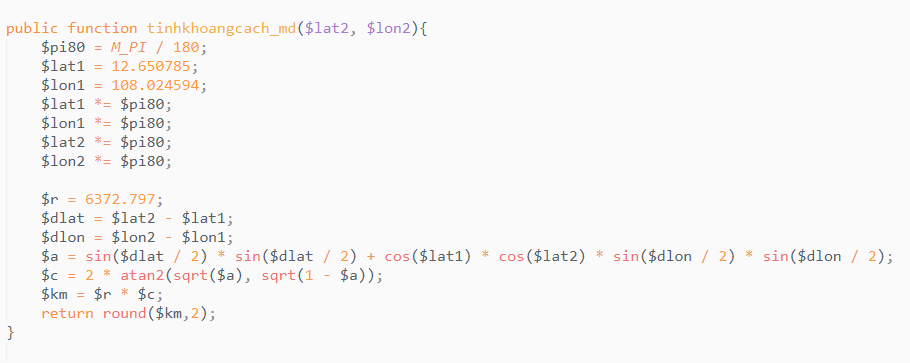 public function tinhkhoangcach_md($lat2, $lon2){
    $pi80 = M_PI / 180;
    $lat1 = 12.650785;
    $lon1 = 108.024594;
    $lat1 *= $pi80;
    $lon1 *= $pi80;
    $lat2 *= $pi80;
    $lon2 *= $pi80;

    $r = 6372.797;
    $dlat = $lat2 - $lat1;
    $dlon = $lon2 - $lon1;
    $a = sin($dlat / 2) * sin($dlat / 2) + cos($lat1) * cos($lat2) * sin($dlon / 2) * sin($dlon / 2);
    $c = 2 * atan2(sqrt($a), sqrt(1 - $a));
    $km = $r * $c;
    return round($km,2);
}